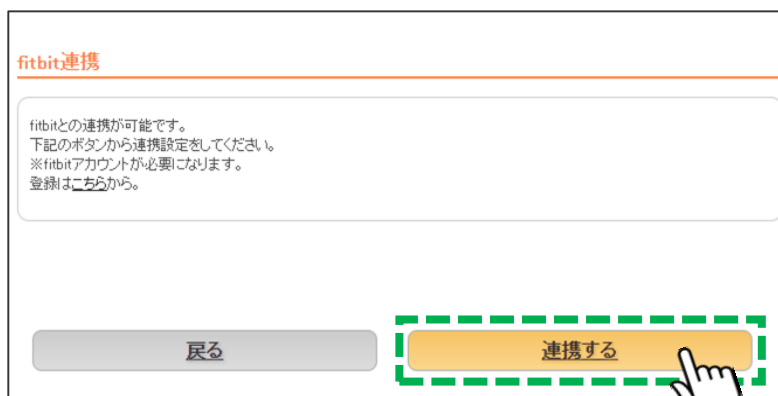 fitbit連携
fitbitとの連携が可能です。
下記のボタンから連携設定をしてください。
※fitbitアカウントが必要になります。
登録はこちらから。
戻る
連携する